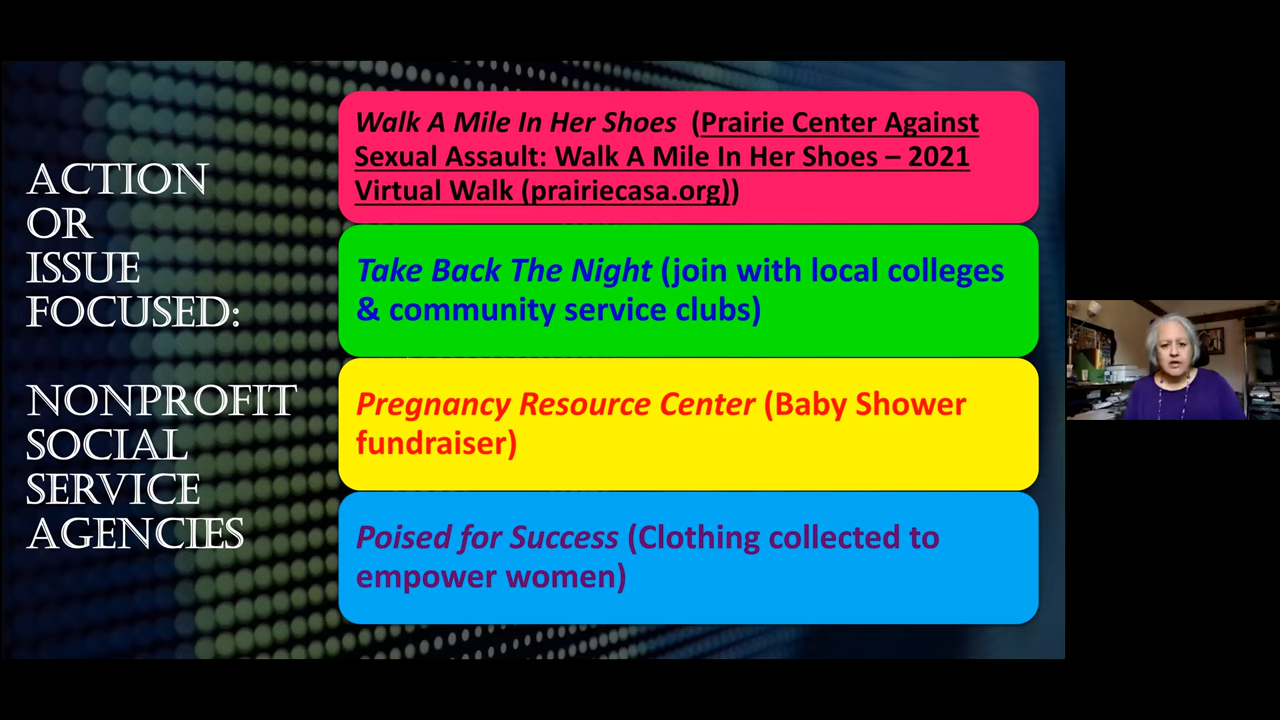 ACTION
OR
ISSUE
FOCUSED:
NONPROFIT
SOCIAL
SERVICE
AGENCIES
Walk A Mile In Her Shoes (Prairie Center Against
Sexual Assault: Walk A Mile In Her Shoes – 2021
Virtual Walk (prairiecasa.org))
Take Back The Night (join with local colleges
& community service clubs)
Pregnancy Resource Center (Baby Shower
fundraiser)
Poised for Success (Clothing collected to
empower women)